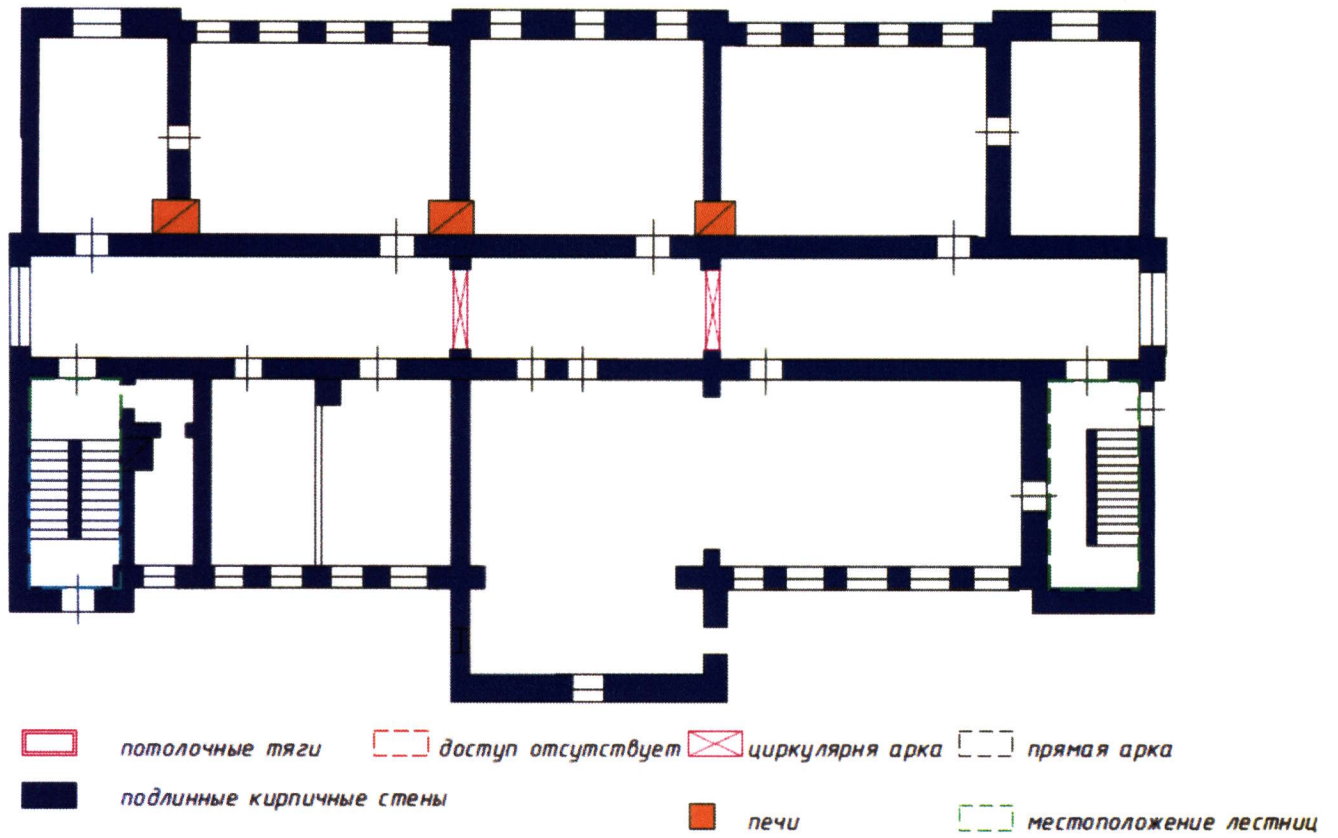 потолочные тяги
доступ отсутствует
циркулярня арка
прямая арка
подлинные кирпичные стены
печи
местоположение лестниц